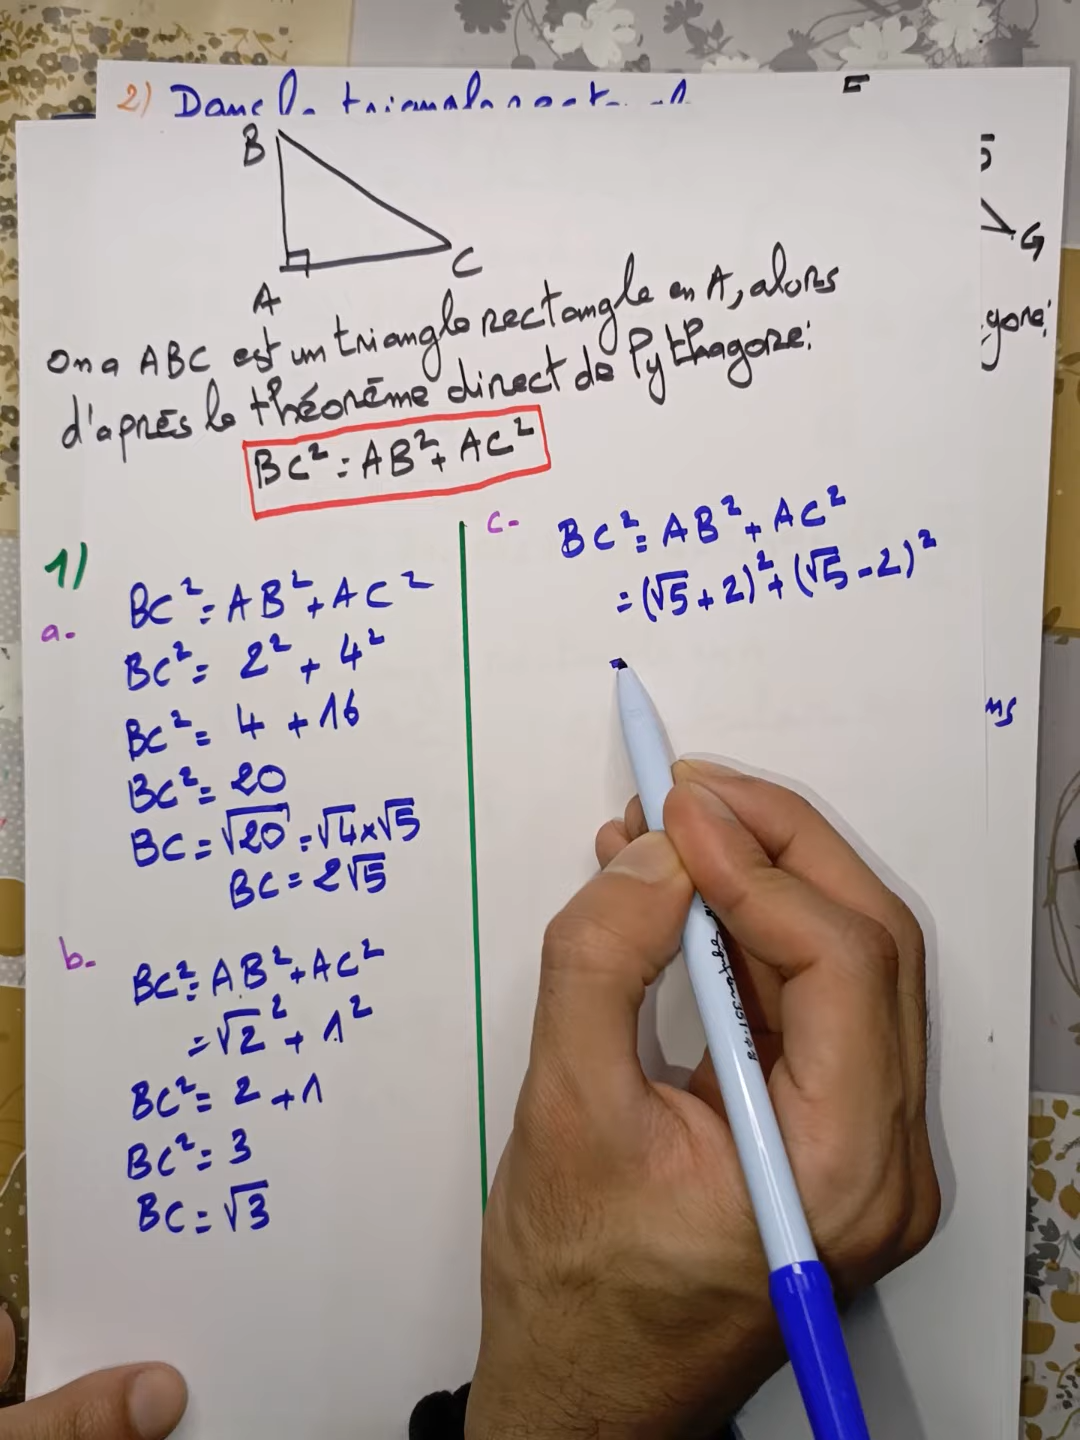 2)
B
A
C
G
On a ABC est un triangle rectangle en A, alors
d'après le théorème direct de Pythagore:
gore:
BC² = AB² + AC²
1)
a-
BC² = AB² + AC²
BC² = 2² + 4²
BC² = 4 + 16
BC² = 20
BC = √20 = √4 × √5
BC = 2√5
b-
BC² = AB² + AC²
= √2² + 1²
BC² = 2 + 1
BC² = 3
BC = √3
c-
BC² = AB² + AC²
= (√5 + 2)² + (√5 - 2)²
ns